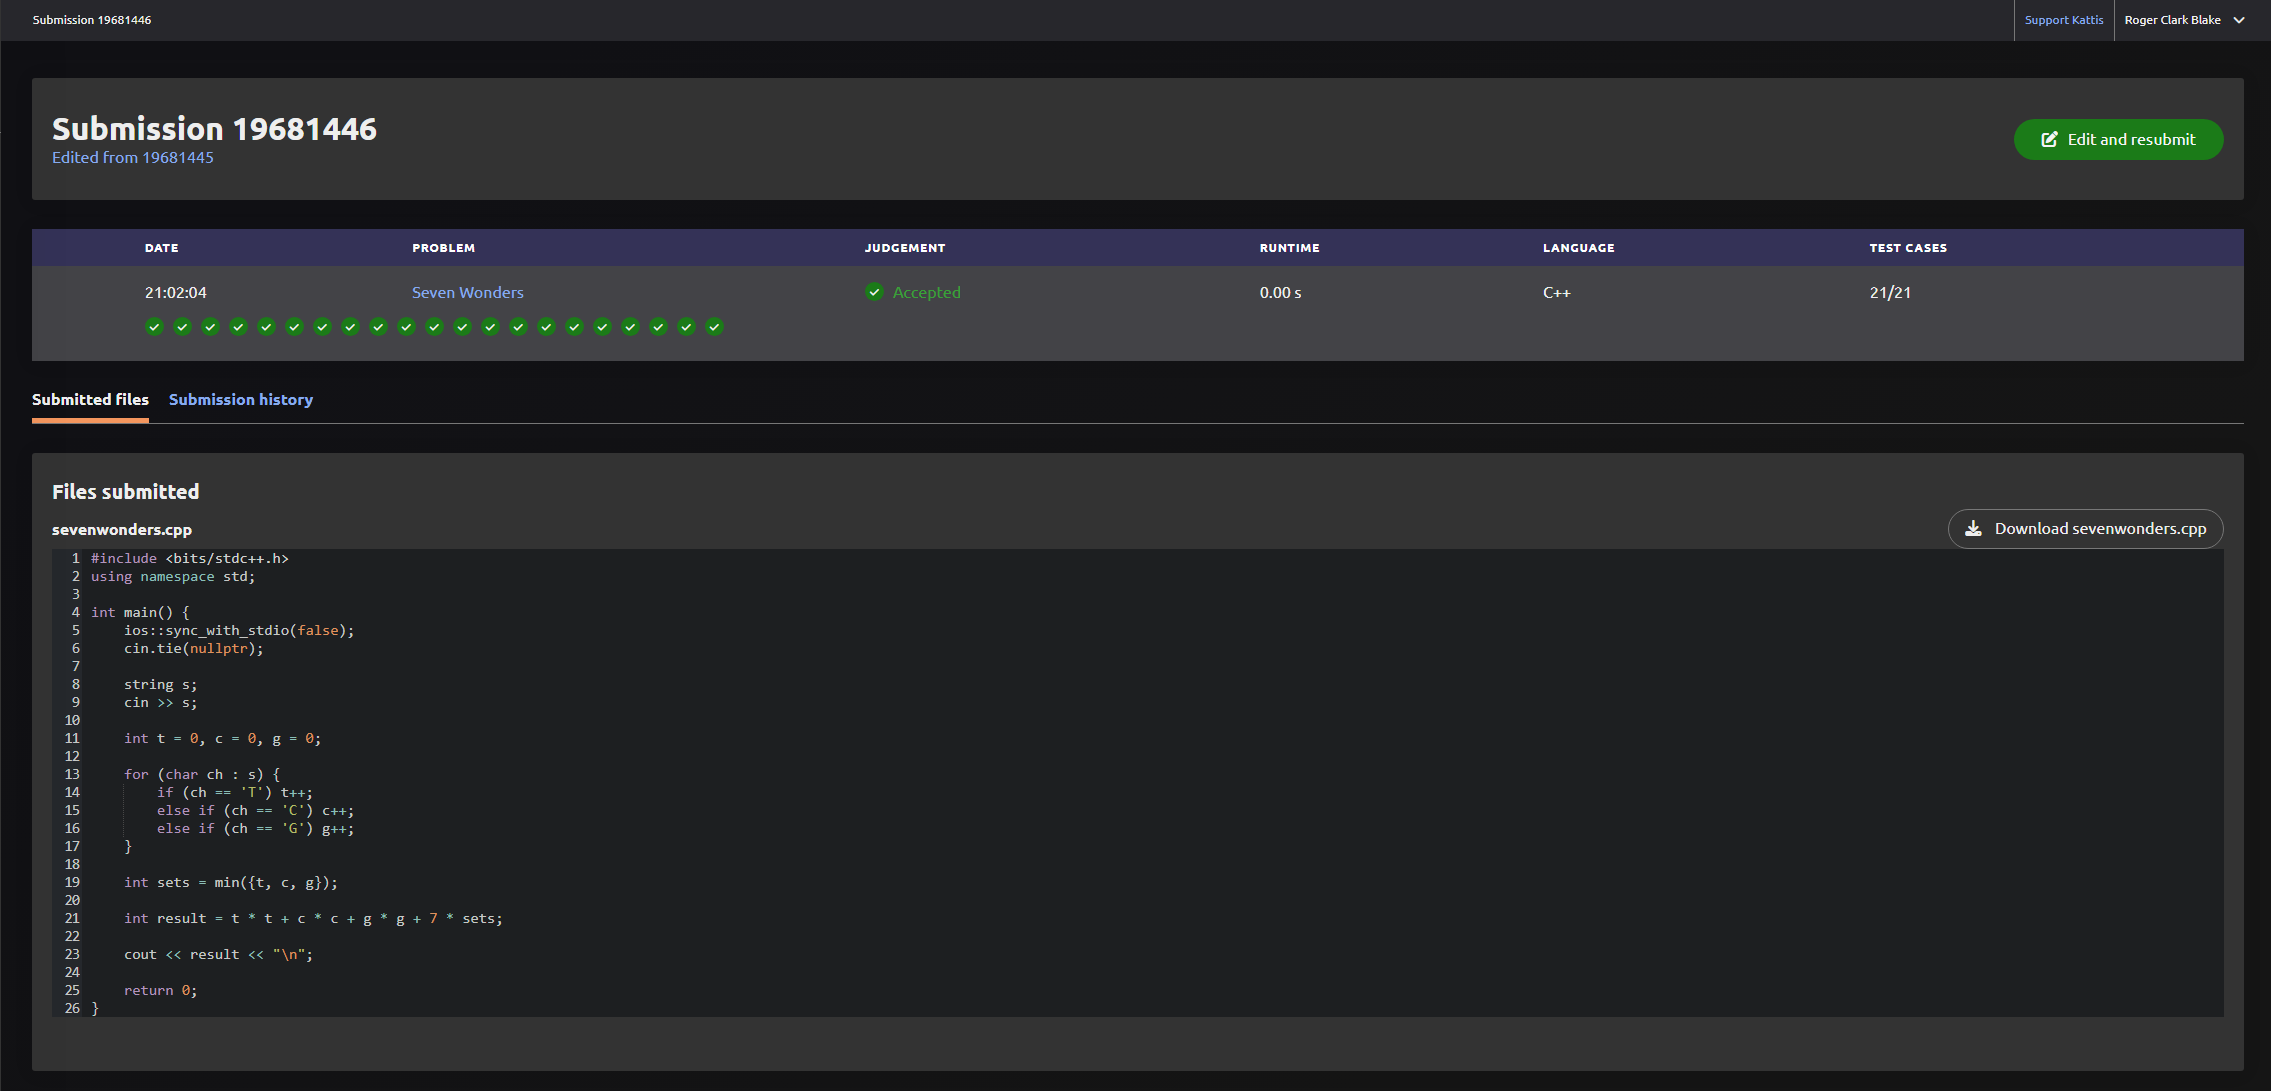 Submission 19681446
Support Kattis
Roger Clark Blake
Submission 19681446
Edited from 19681445
Edit and resubmit
DATE PROBLEM JUDGEMENT RUNTIME LANGUAGE TEST CASES
21:02:04 Seven Wonders Accepted 0.00 s C++ 21/21
Submitted files Submission history
Files submitted
sevenwonders.cpp
Download sevenwonders.cpp
1 #include <bits/stdc++.h>
2 using namespace std;
3
4 int main() {
5     ios::sync_with_stdio(false);
6     cin.tie(nullptr);
7
8     string s;
9     cin >> s;
10
11     int t = 0, c = 0, g = 0;
12
13     for (char ch : s) {
14         if (ch == 'T') t++;
15         else if (ch == 'C') c++;
16         else if (ch == 'G') g++;
17     }
18
19     int sets = min({t, c, g});
20
21     int result = t * t + c * c + g * g + 7 * sets;
22
23     cout << result << "\n";
24
25     return 0;
26 }